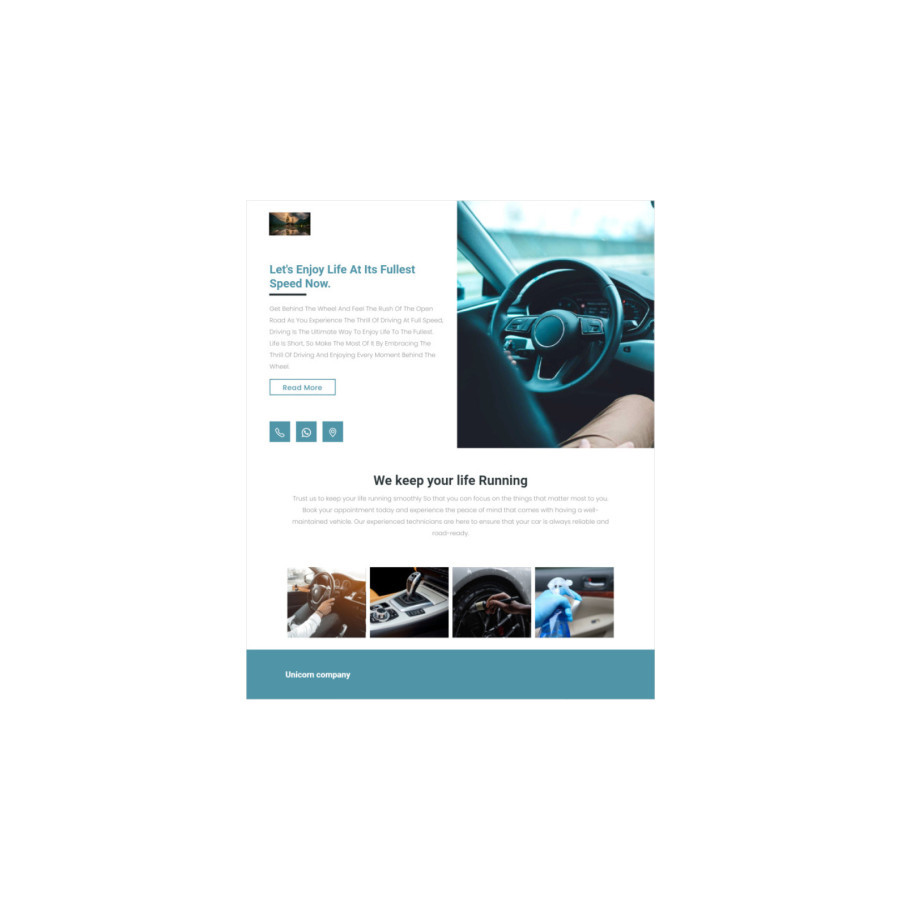 Let's Enjoy Life At Its Fullest
Speed Now.
Get Behind The Wheel And Feel The Rush Of The Open
Road As You Experience The Thrill Of Driving At Full Speed,
Driving Is The Ultimate Way To Enjoy Life To The Fullest.
Life Is Short, So Make The Most Of It By Embracing The
Thrill Of Driving And Enjoying Every Moment Behind The
Wheel.
Read More
We keep your life Running
Trust us to keep your life running smoothly So that you can focus on the things that matter most to you.
Book your appointment today and experience the peace of mind that comes with having a well-
maintained vehicle. Our experienced technicians are here to ensure that your car is always reliable and
road-ready.
Unicorn company